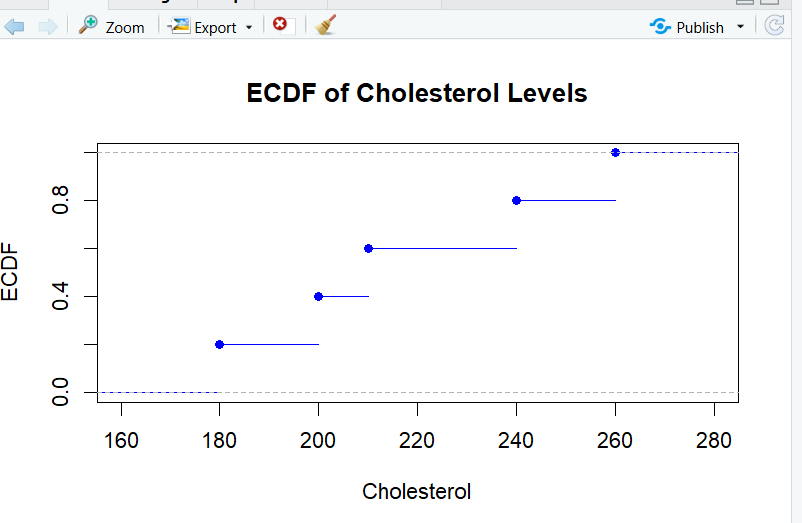 Zoom Export Publish
ECDF of Cholesterol Levels
ECDF
0.0 0.4 0.8
160 180 200 220 240 260 280
Cholesterol